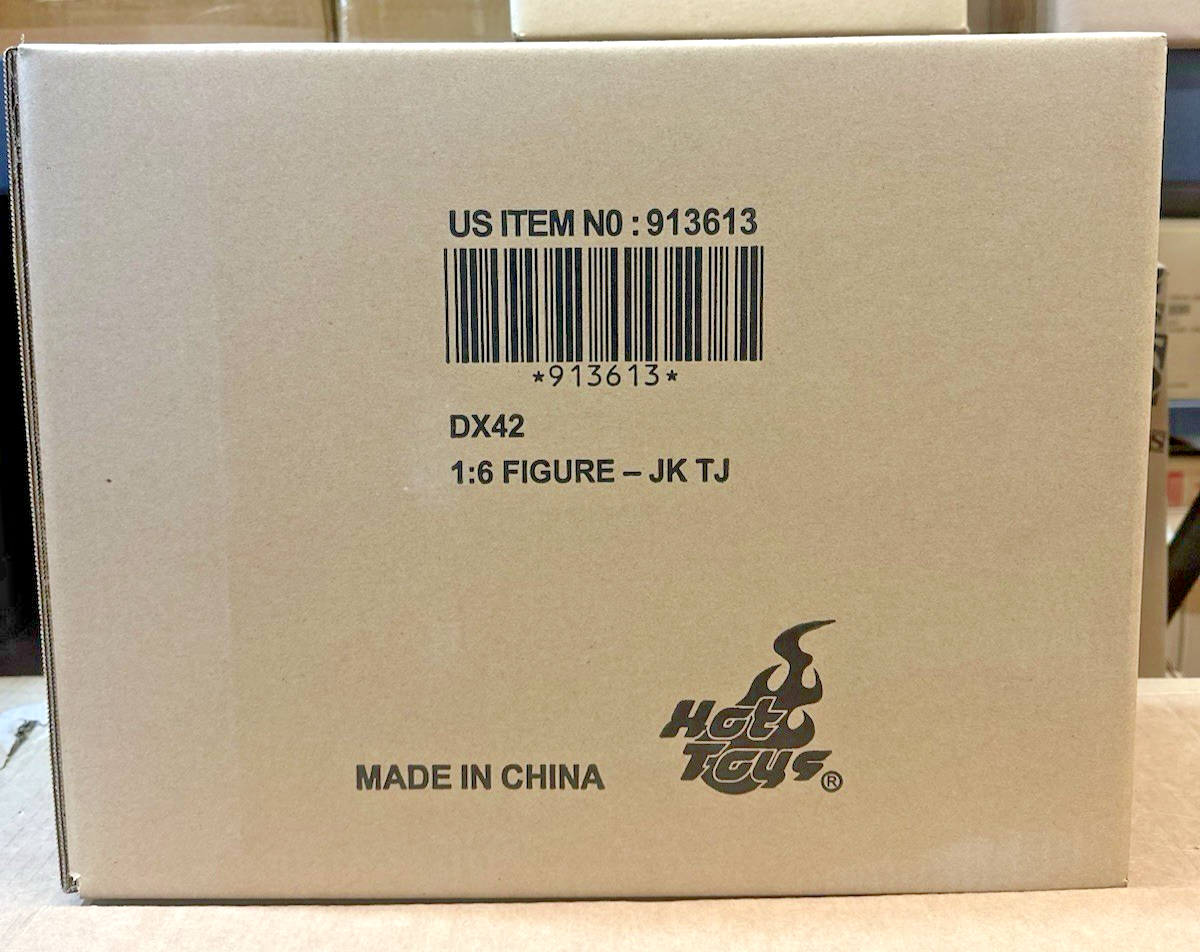 US ITEM N0 : 913613
*913613*
DX42
1:6 FIGURE – JK TJ
Hot
Toys®
MADE IN CHINA